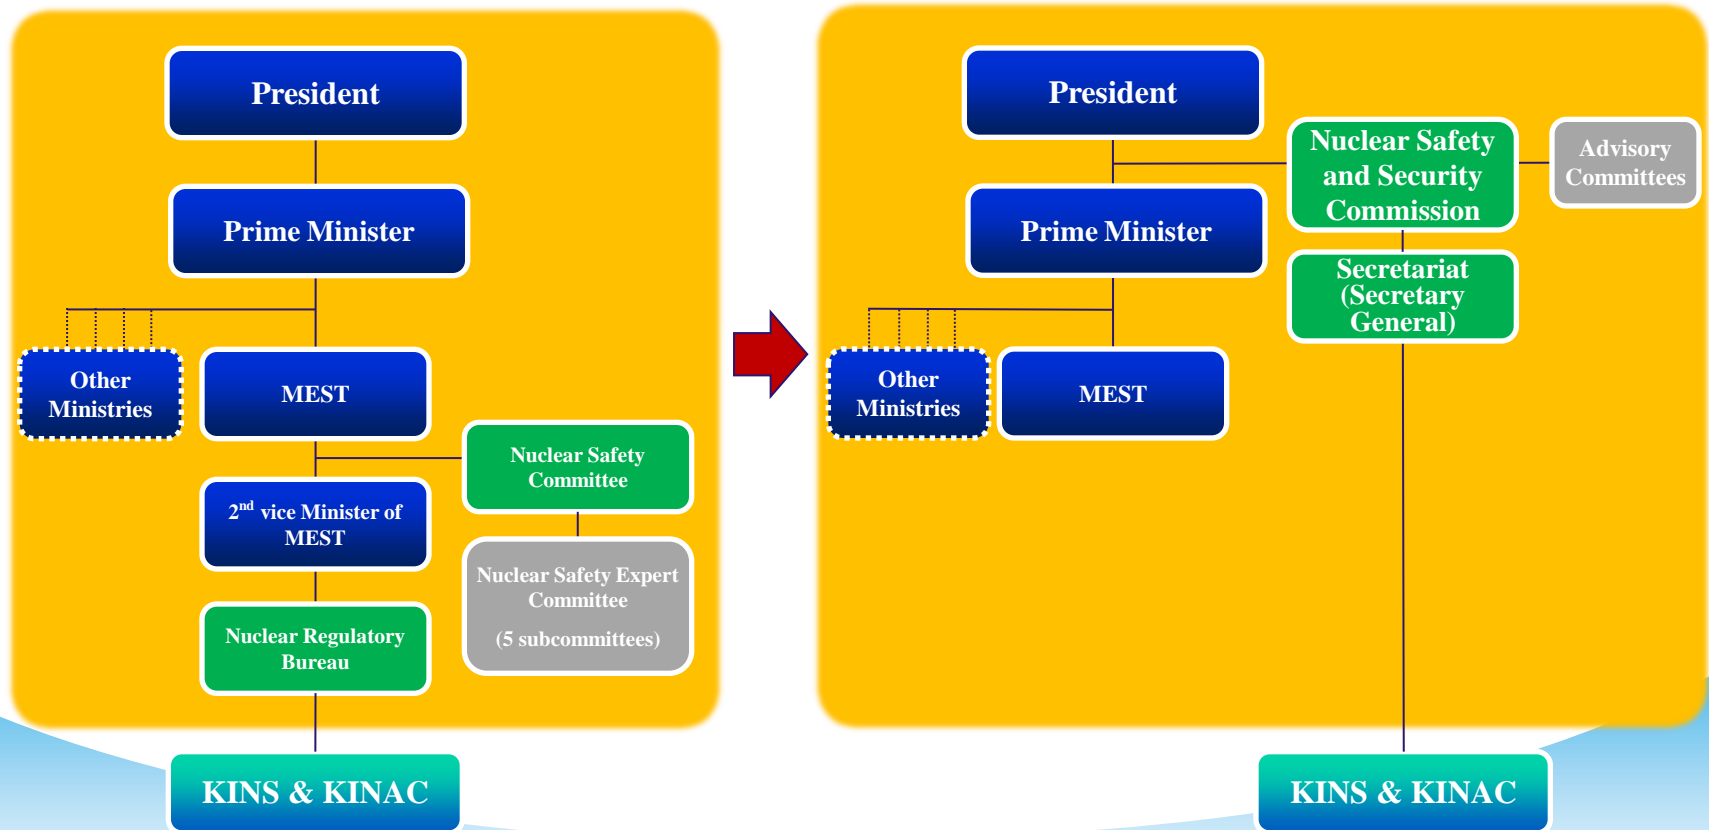 President
Prime Minister
Other
Ministries
MEST
Nuclear Safety
Committee
2nd vice Minister of
MEST
Nuclear Safety Expert
Committee
(5 subcommittees)
Nuclear Regulatory
Bureau
KINS & KINAC
President
Nuclear Safety
and Security
Commission
Advisory
Committees
Prime Minister
Secretariat
(Secretary
General)
Other
Ministries
MEST
KINS & KINAC